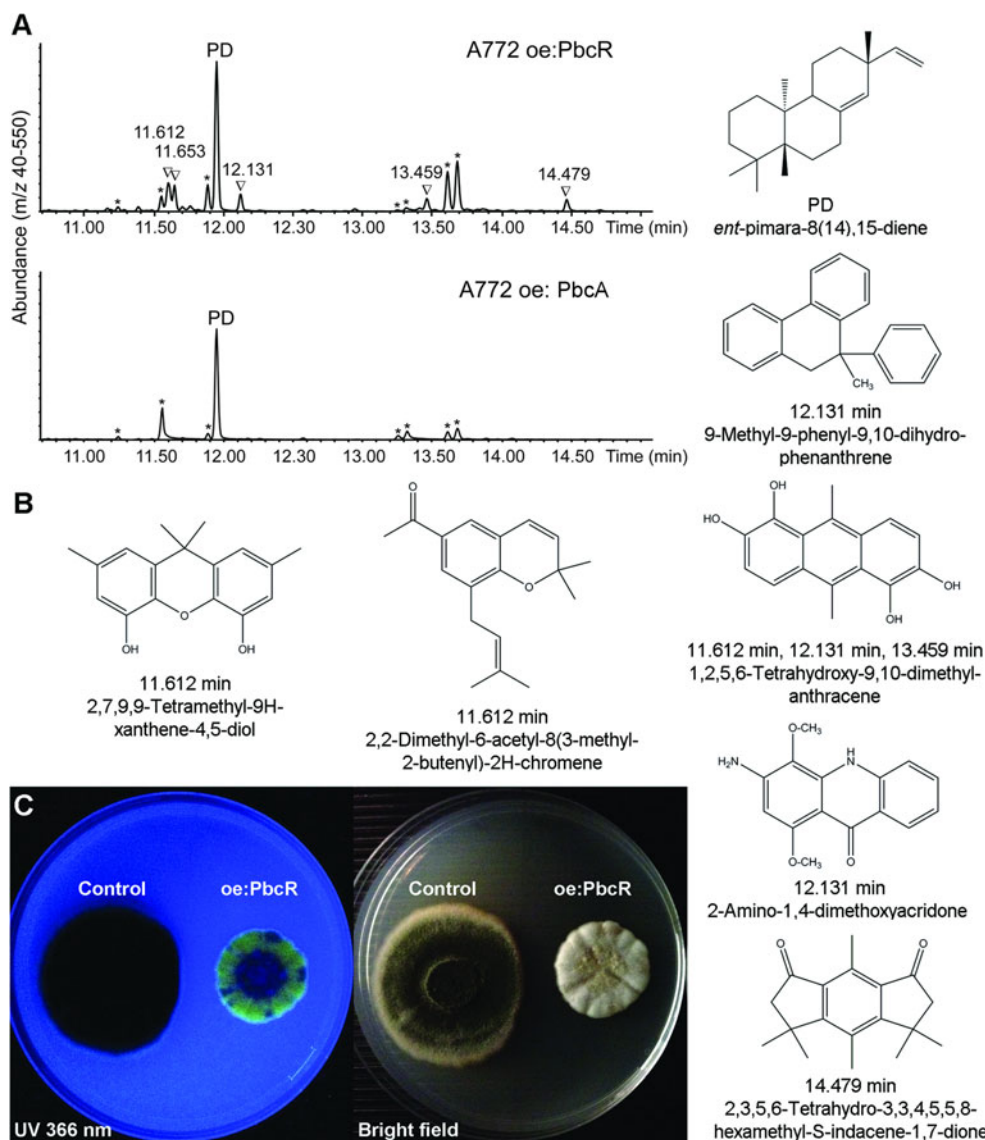 A
Abundance (m/z 40-550)
PD
A772 oe:PbcR
11.612
11.653
12.131
13.459
14.479
*
*
*
*
*
*
*
11.00 11.50 12.00 12.30 13.00 13.50 14.00 14.50 Time (min)
PD
A772 oe: PbcA
*
*
*
*
*
*
*
11.00 11.50 12.00 12.30 13.00 13.50 14.00 14.50 Time (min)
PD
ent-pimara-8(14),15-diene
CH3
12.131 min
9-Methyl-9-phenyl-9,10-dihydro-
phenanthrene
B
O
OH
OH
11.612 min
2,7,9,9-Tetramethyl-9H-
xanthene-4,5-diol
O
O
11.612 min
2,2-Dimethyl-6-acetyl-8(3-methyl-
2-butenyl)-2H-chromene
OH
HO
OH
OH
11.612 min, 12.131 min, 13.459 min
1,2,5,6-Tetrahydroxy-9,10-dimethyl-
anthracene
O-CH3
H2N
NH
O-CH3
O
12.131 min
2-Amino-1,4-dimethoxyacridone
O
O
14.479 min
2,3,5,6-Tetrahydro-3,3,4,5,5,8-
hexamethyl-S-indacene-1,7-dione
C
Control
oe:PbcR
UV 366 nm
Control
oe:PbcR
Bright field